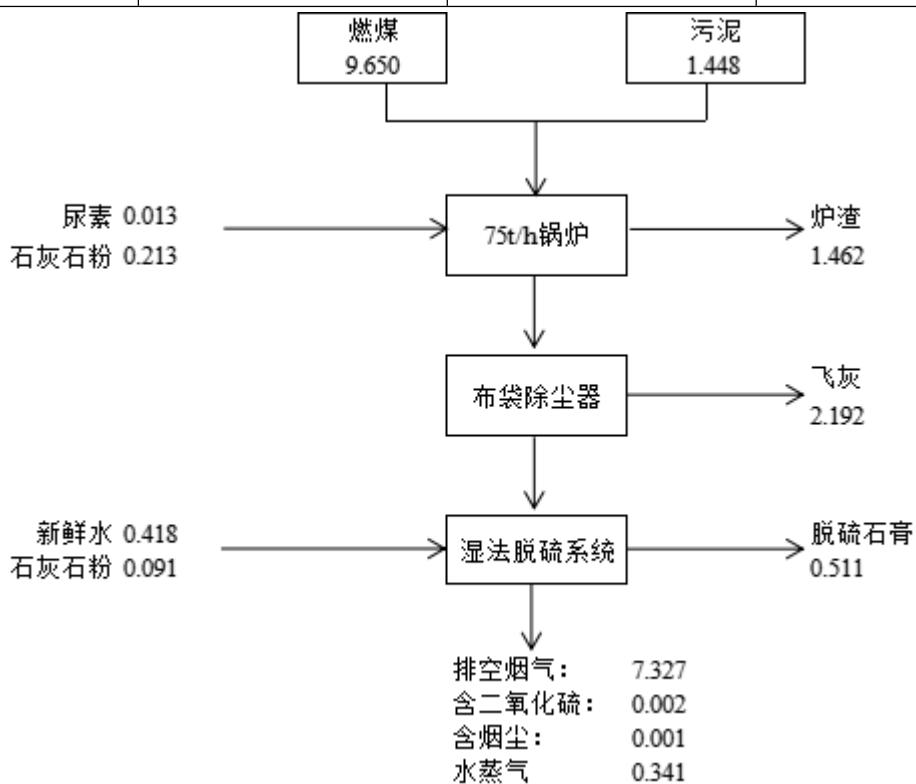 燃煤
9.650
污泥
1.448
尿素 0.013
石灰石粉 0.213
75t/h锅炉
炉渣
1.462
布袋除尘器
飞灰
2.192
新鲜水 0.418
石灰石粉 0.091
湿法脱硫系统
脱硫石膏
0.511
排空烟气： 7.327
含二氧化硫： 0.002
含烟尘： 0.001
水蒸气 0.341